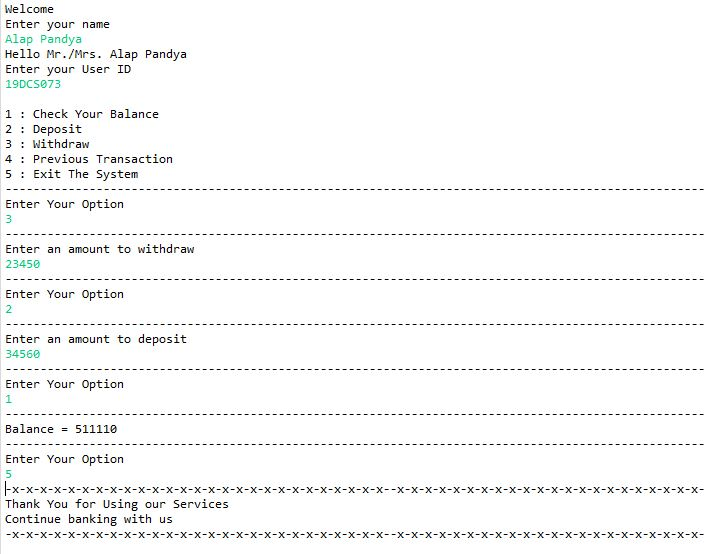 Welcome
Enter your name
Alap Pandya
Hello Mr./Mrs. Alap Pandya
Enter your User ID
19DCS073
1 : Check Your Balance
2 : Deposit
3 : Withdraw
4 : Previous Transaction
5 : Exit The System
----------------------------------------------------------------------------------------------------
Enter Your Option
3
----------------------------------------------------------------------------------------------------
Enter an amount to withdraw
23450
----------------------------------------------------------------------------------------------------
Enter Your Option
2
----------------------------------------------------------------------------------------------------
Enter an amount to deposit
34560
----------------------------------------------------------------------------------------------------
Enter Your Option
1
----------------------------------------------------------------------------------------------------
Balance = 511110
----------------------------------------------------------------------------------------------------
Enter Your Option
5
-x-x-x-x-x-x-x-x-x-x-x-x-x-x-x-x-x-x-x-x-x-x-x-x-x-x-x--x-x-x-x-x-x-x-x-x-x-x-x-x-x-x-x-x-x-x-x-x-x-
Thank You for Using our Services
Continue banking with us
-x-x-x-x-x-x-x-x-x-x-x-x-x-x-x-x-x-x-x-x-x-x-x-x-x-x-x--x-x-x-x-x-x-x-x-x-x-x-x-x-x-x-x-x-x-x-x-x-x-